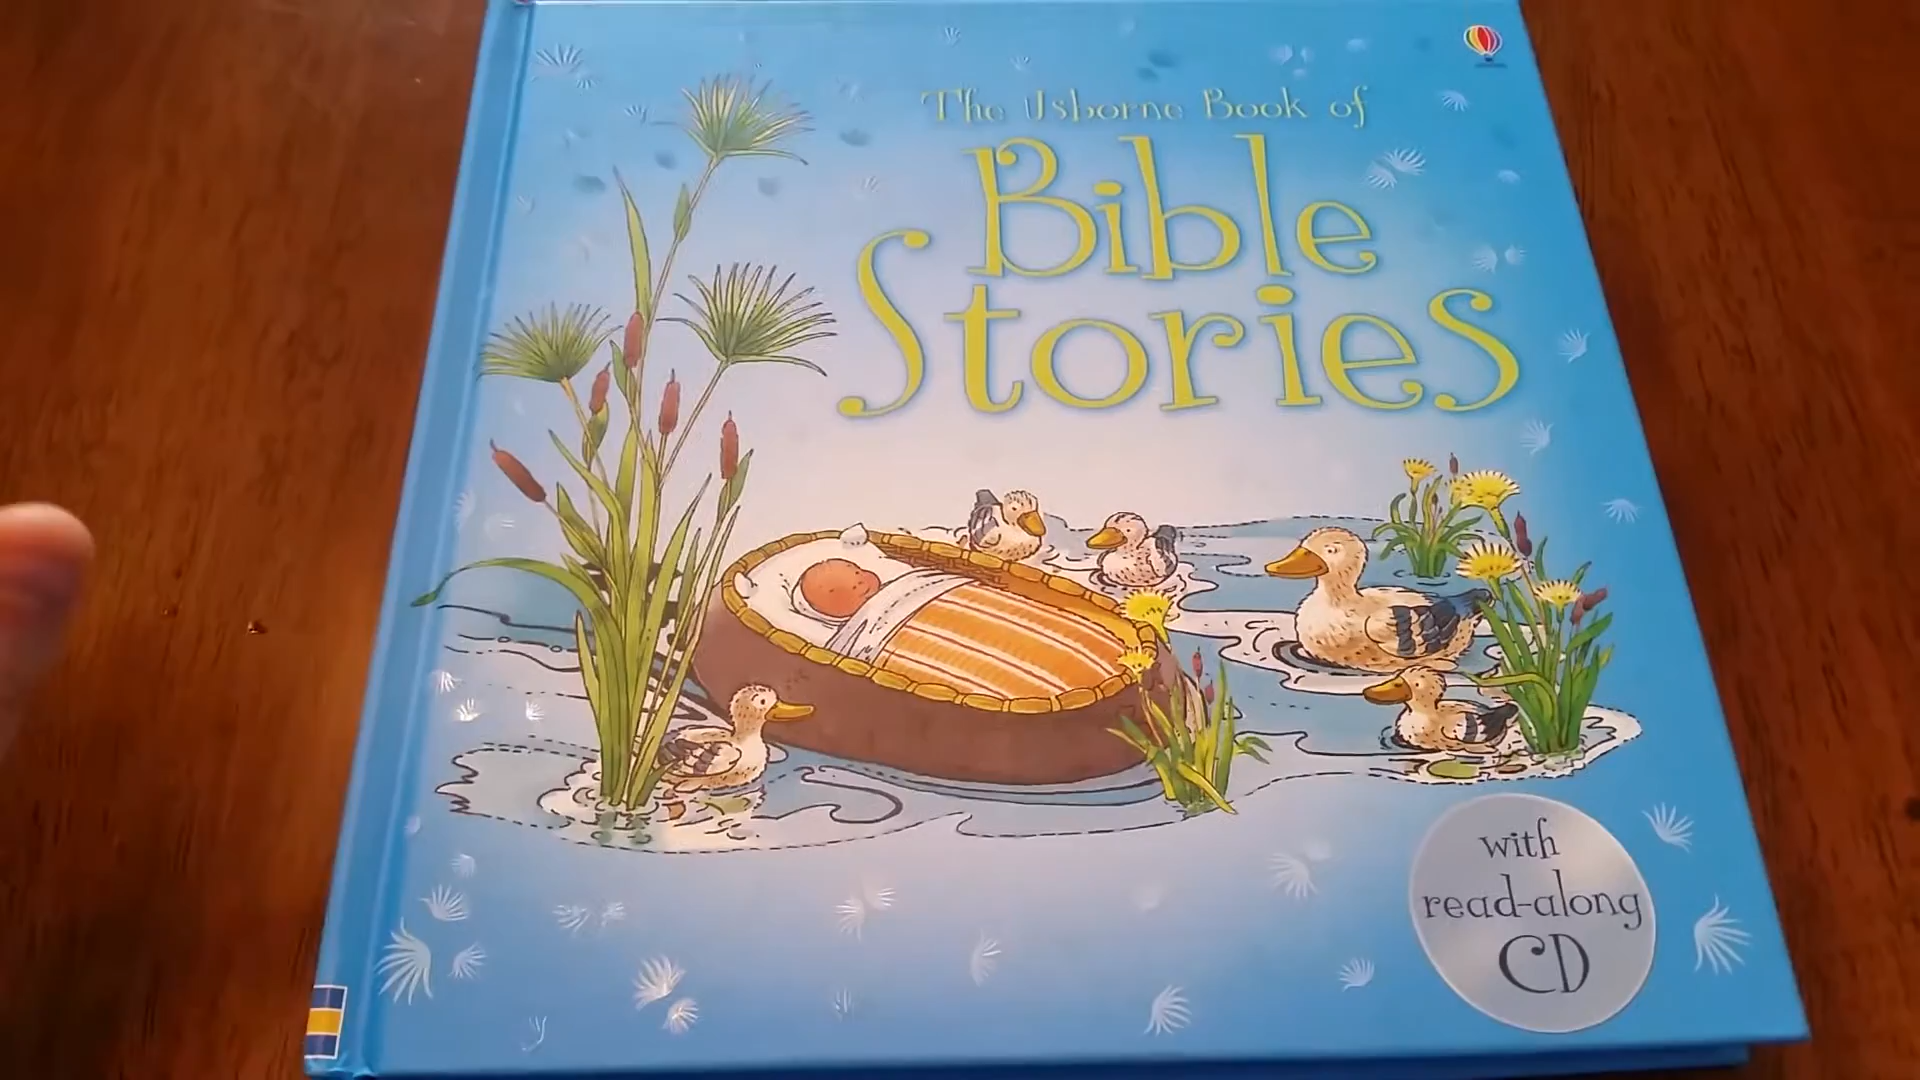 The Usborne Book of
Bible
Stories
with
read-along
CD